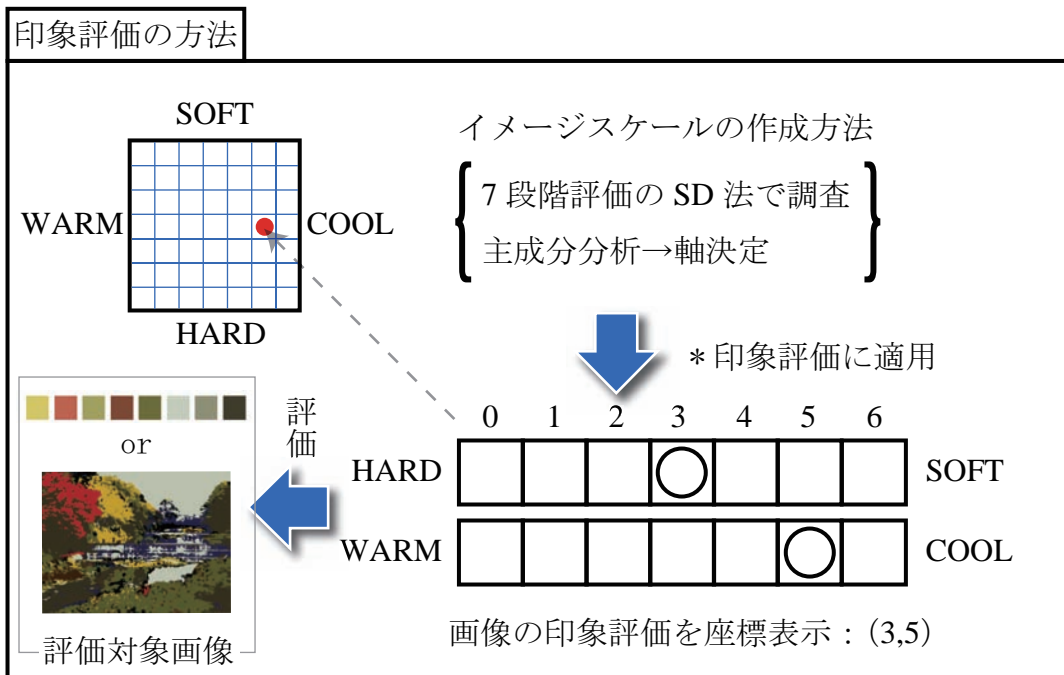 印象評価の方法
SOFT
WARM
COOL
HARD
イメージスケールの作成方法
7 段階評価の SD 法で調査
主成分分析→軸決定
*印象評価に適用
or
評価対象画像
評価
0 1 2 3 4 5 6
HARD
SOFT
WARM
COOL
画像の印象評価を座標表示:(3,5)